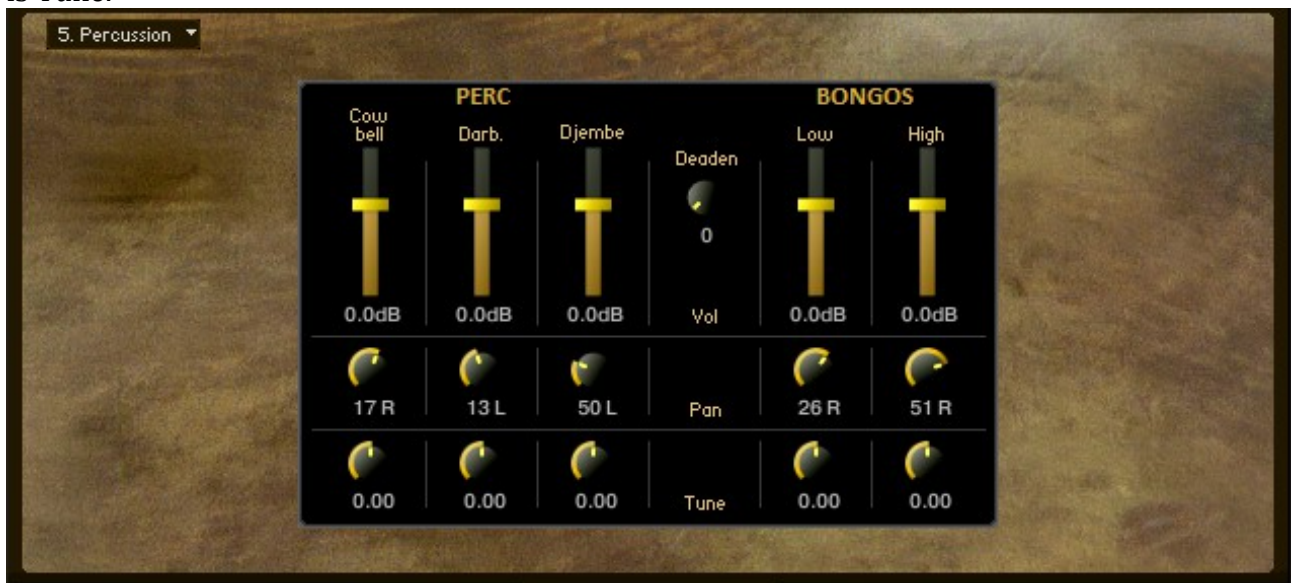 5. Percussion
PERC BONGOS
Cow
bell Darb. Djembe Low High
Deaden
0
0.0dB 0.0dB 0.0dB Vol 0.0dB 0.0dB
17 R 13 L 50 L Pan 26 R 51 R
0.00 0.00 0.00 Tune 0.00 0.00